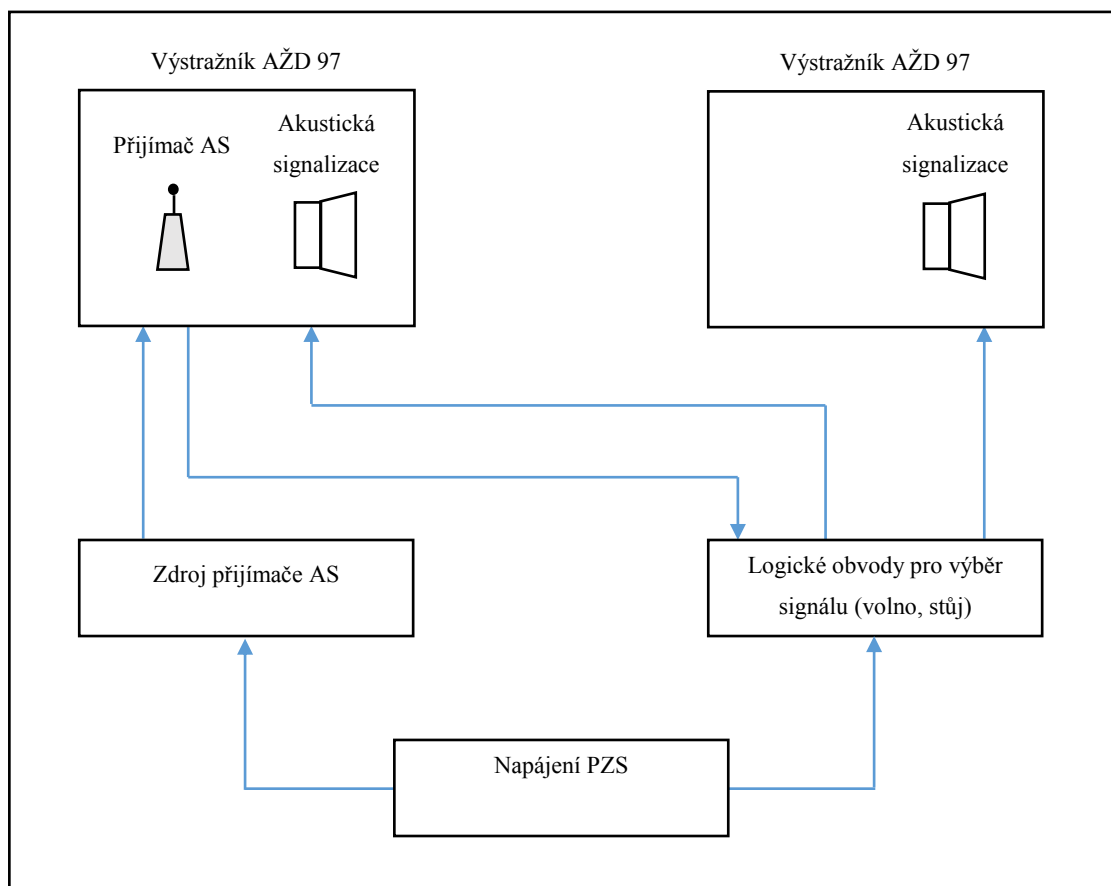 Výstražník AŽD 97
Výstražník AŽD 97
Přijímač AS
Akustická
signalizace
Akustická
signalizace
Zdroj přijímače AS
Logické obvody pro výběr
signálu (volno, stůj)
Napájení PZS